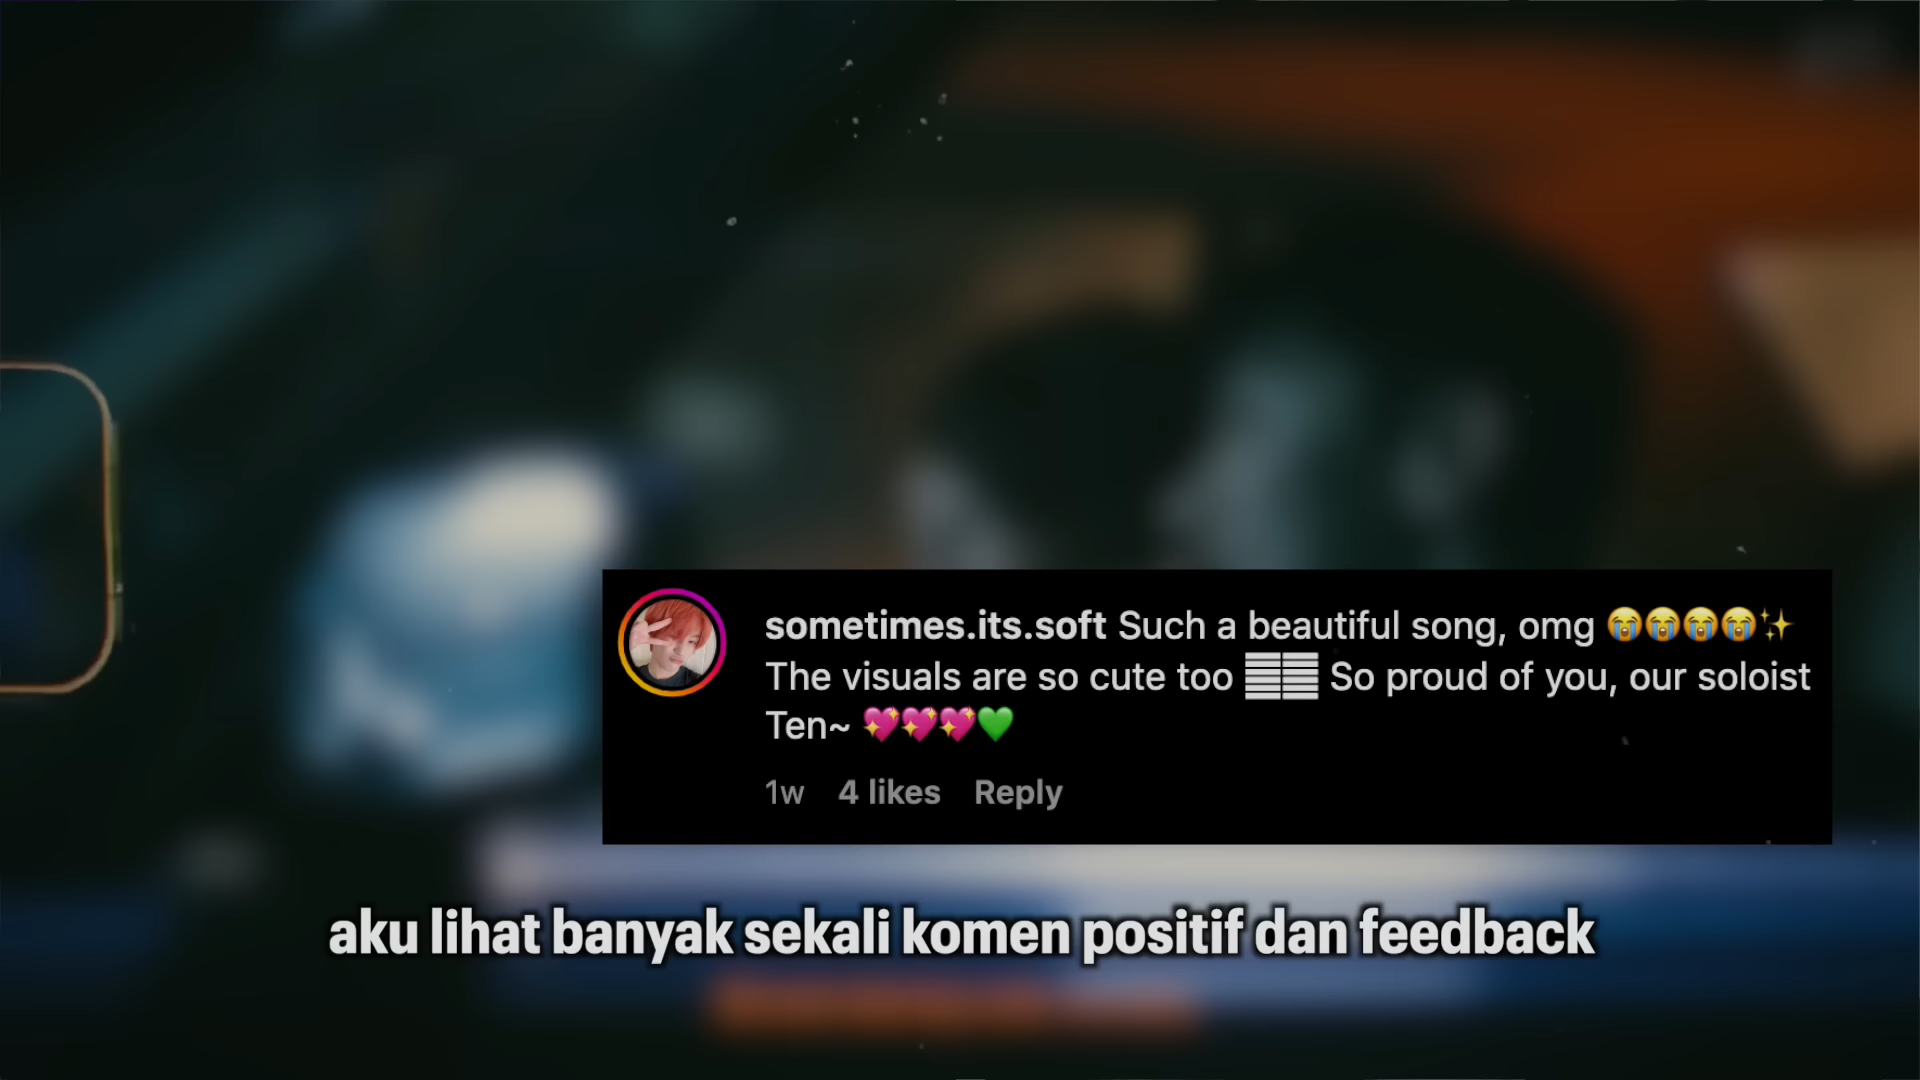 sometimes.its.soft Such a beautiful song, omg 😭😭😭😭✨
The visuals are so cute too So proud of you, our soloist
Ten~ 💖💖💖💚
1w 4 likes Reply
aku lihat banyak sekali komen positif dan feedback